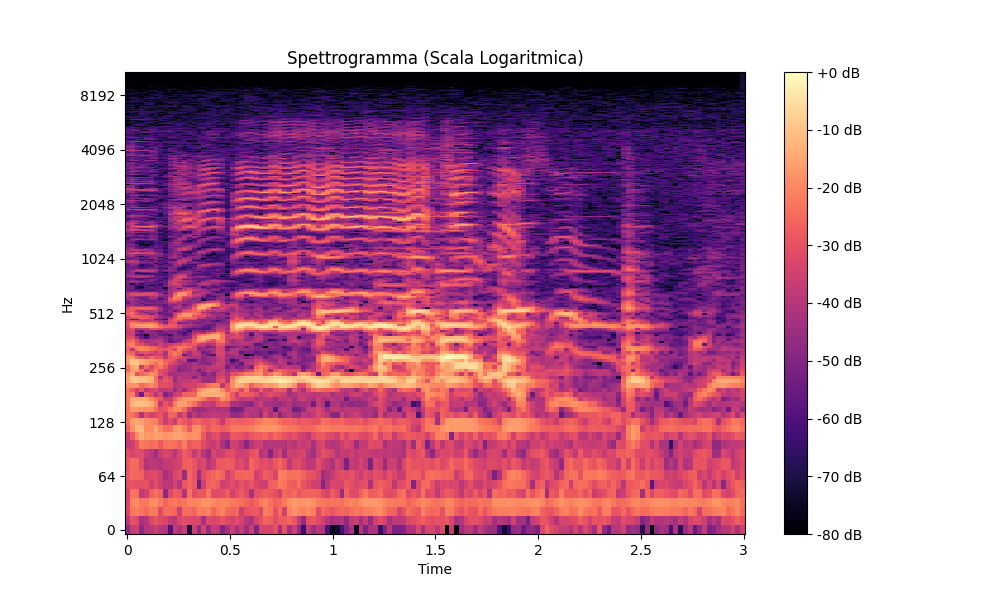 Spettrogramma (Scala Logaritmica)
Hz
8192
4096
2048
1024
512
256
128
64
0
0 0.5 1 1.5 2 2.5 3
Time
+0 dB
-10 dB
-20 dB
-30 dB
-40 dB
-50 dB
-60 dB
-70 dB
-80 dB